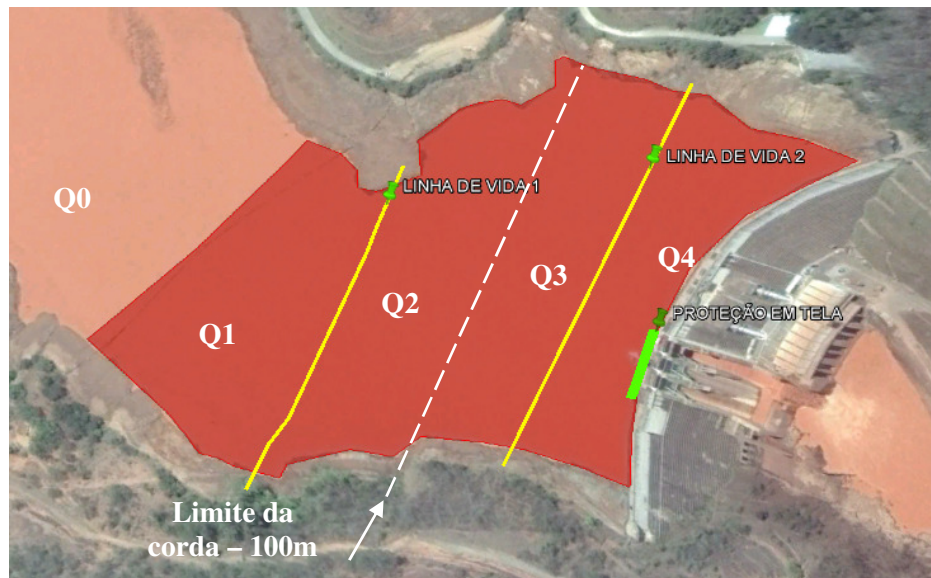 LINHA DE VIDA 2
LINHA DE VIDA 1
Q0
Q4
Q3
Q2
PROTEÇÃO EM TELA
Q1
Limite da
corda – 100m